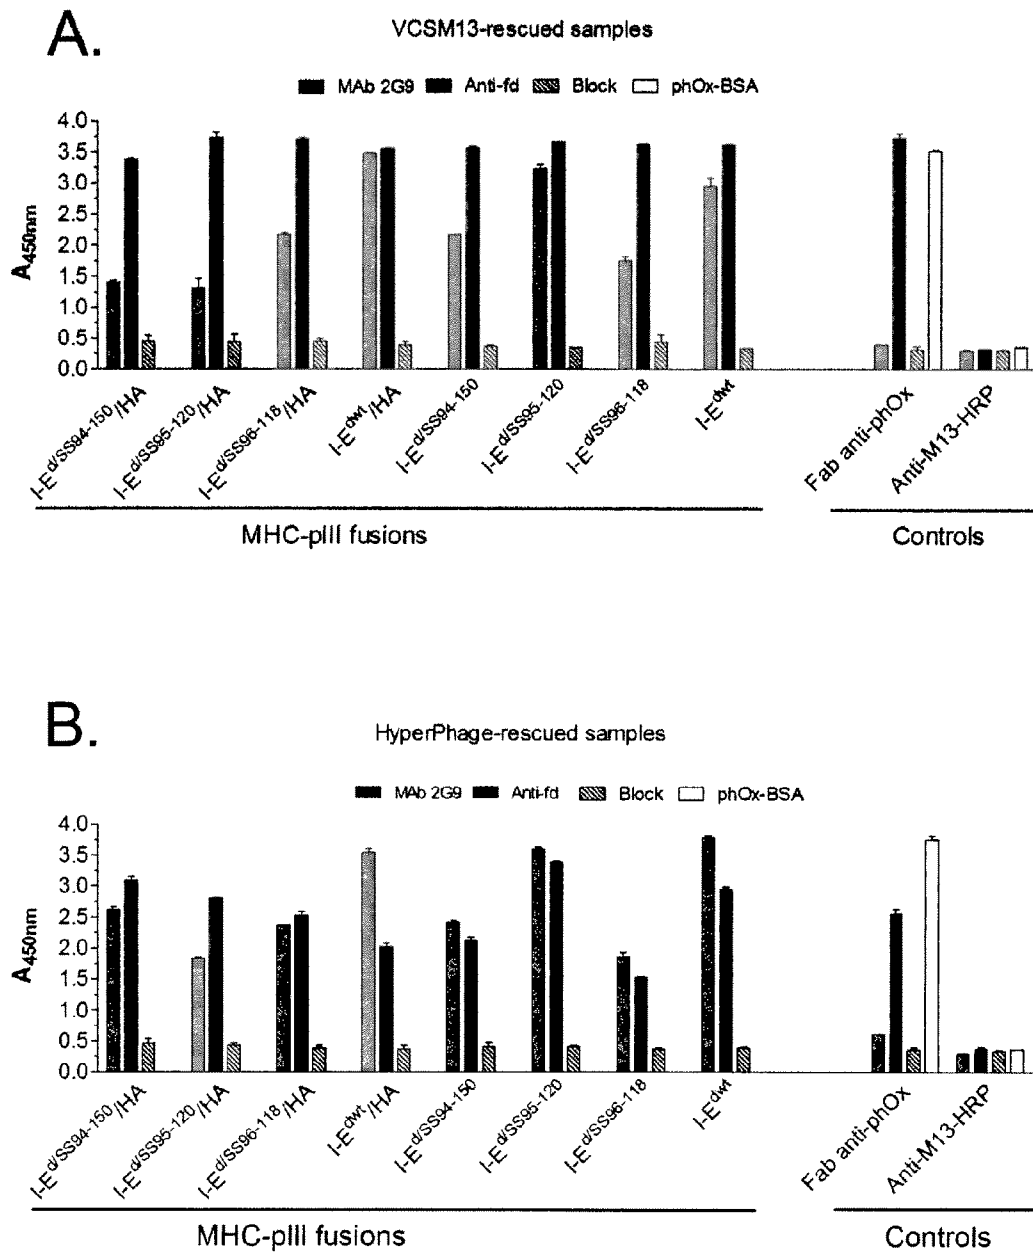 A.
VCSM13-rescued samples
MAb 2G9 Anti-fd Block phOx-BSA
4.0
3.5
3.0
2.5
2.0
1.5
1.0
0.5
0.0
A450nm
I-Ed/SS94-150/HA
I-Ed/SS95-120/HA
I-Ed/SS96-118/HA
I-Edwt/HA
I-Ed/SS94-150
I-Ed/SS95-120
I-Ed/SS96-118
I-Edwt
Fab anti-phOx
Anti-M13-HRP
MHC-pIII fusions
Controls
B.
HyperPhage-rescued samples
MAb 2G9 Anti-fd Block phOx-BSA
4.0
3.5
3.0
2.5
2.0
1.5
1.0
0.5
0.0
A450nm
I-Ed/SS94-150/HA
I-Ed/SS95-120/HA
I-Ed/SS96-118/HA
I-Edwt/HA
I-Ed/SS94-150
I-Ed/SS95-120
I-Ed/SS96-118
I-Edwt
Fab anti-phOx
Anti-M13-HRP
MHC-pIII fusions
Controls